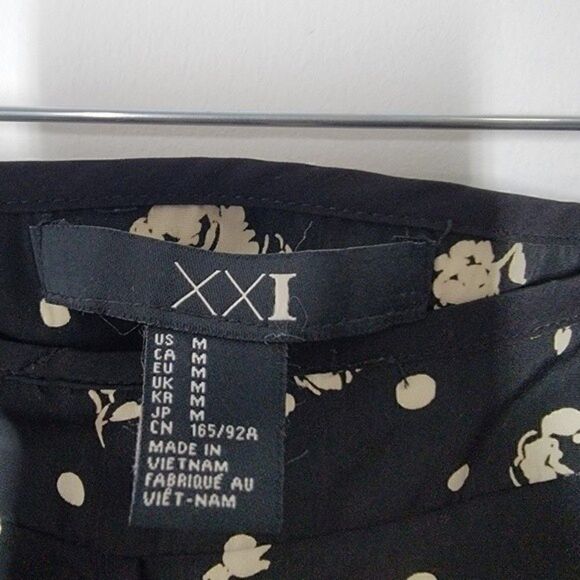 XXI
US M
CA M
EU M
UK M
KR M
JP M
CN 165/92A
MADE IN
VIETNAM
FABRIQUÉ AU
VIÊT-NAM